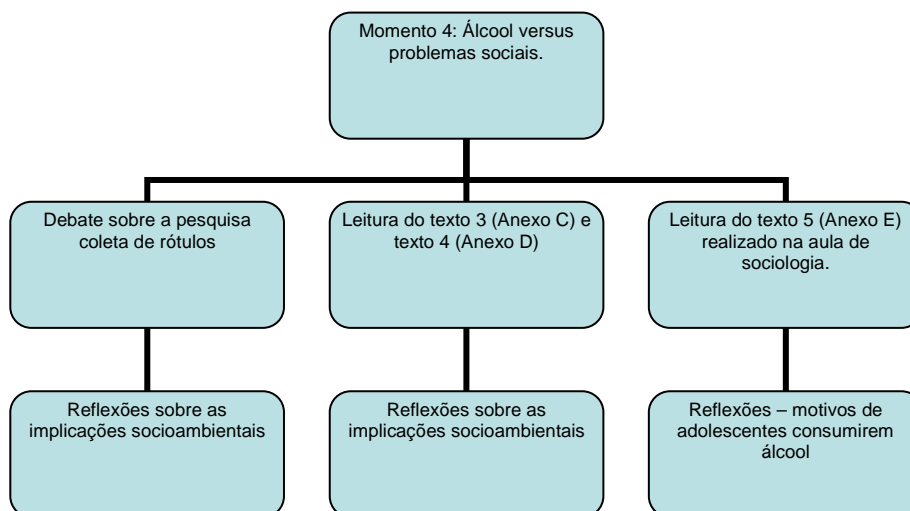 Momento 4: Álcool versus
problemas sociais.
Debate sobre a pesquisa
coleta de rótulos
Leitura do texto 3 (Anexo C) e
texto 4 (Anexo D)
Leitura do texto 5 (Anexo E)
realizado na aula de
sociologia.
Reflexões sobre as
implicações socioambientais
Reflexões sobre as
implicações socioambientais
Reflexões – motivos de
adolescentes consumirem
álcool